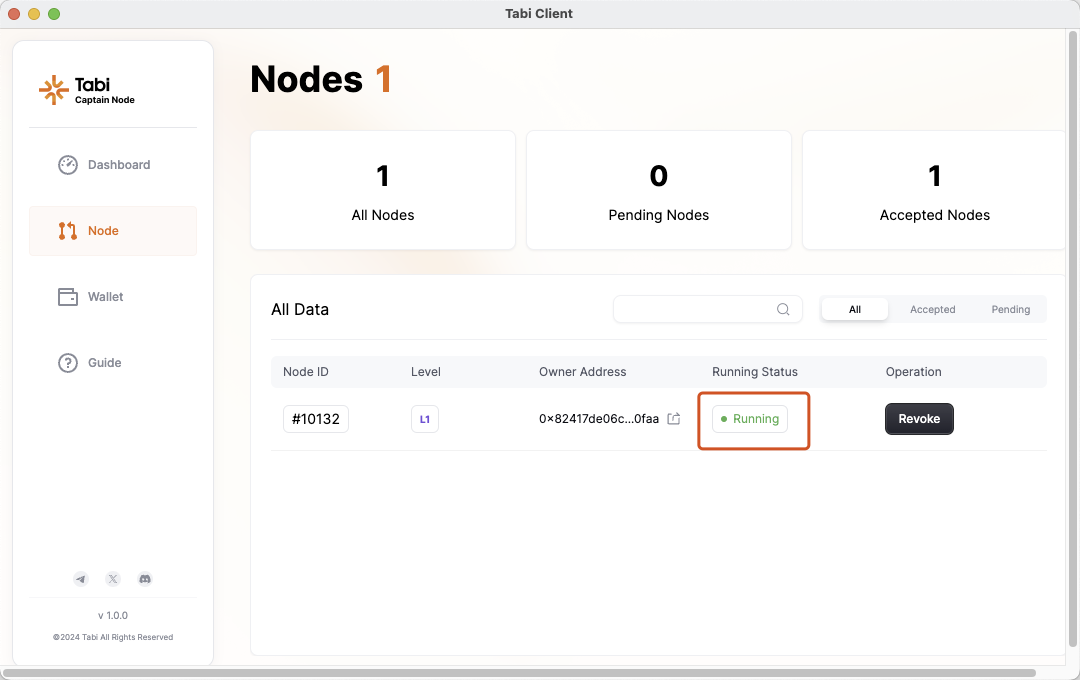 Tabi Client
Tabi
Captain Node
Dashboard
Node
Wallet
Guide
v 1.0.0
©2024 Tabi All Rights Reserved
Nodes 1
1
All Nodes
0
Pending Nodes
1
Accepted Nodes
All Data
All Accepted Pending
Node ID Level Owner Address Running Status Operation
#10132 L1 0x82417de06c...0faa Running Revoke